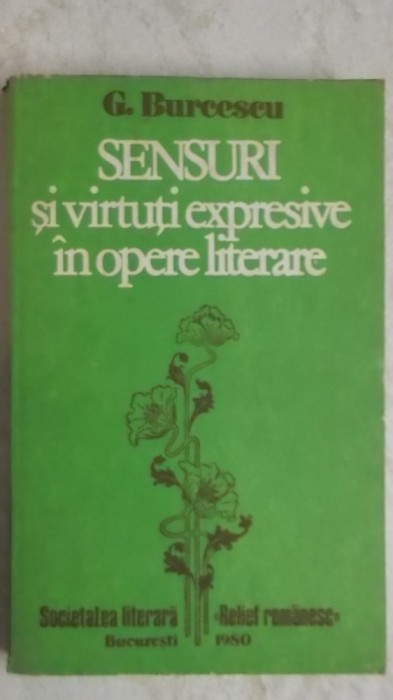 G. Burcescu
SENSURI
și virtuți expresive
în opere literare
Societatea literară «Relief românesc»
București 1980